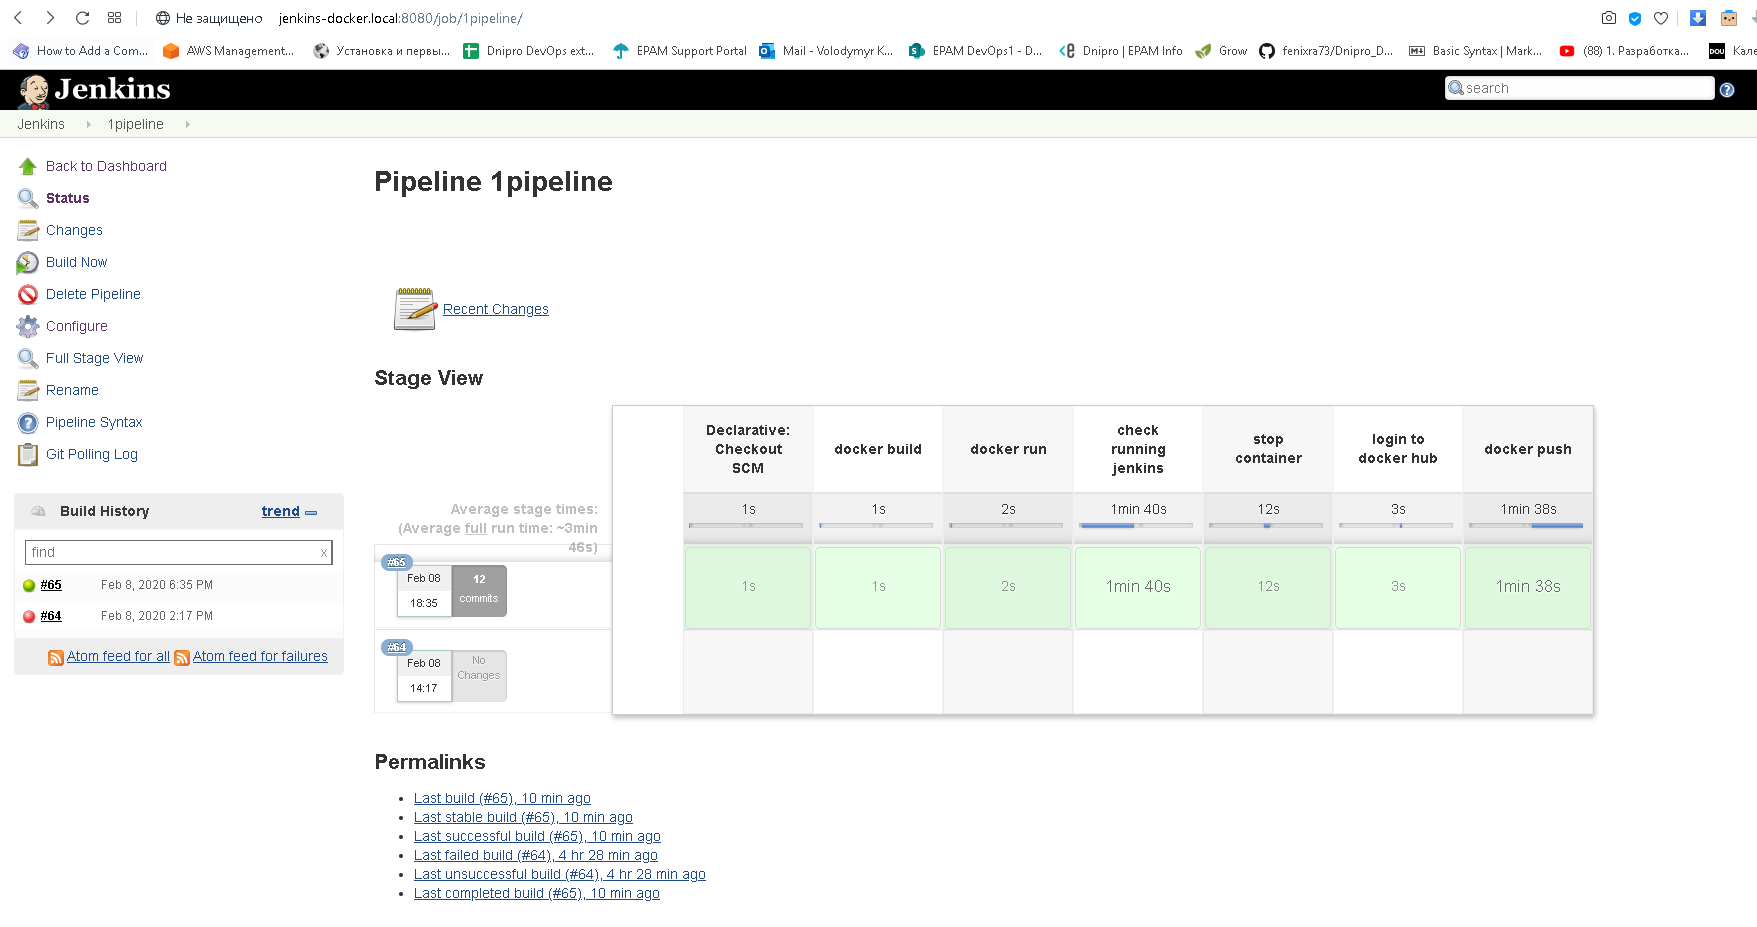 Не защищено jenkins-docker.local:8080/job/1pipeline/
How to Add a Com... AWS Management... Установка и первы... Dnipro DevOps ext... EPAM Support Portal Mail - Volodymyr K... EPAM DevOps1 - D... Dnipro | EPAM Info Grow fenixra73/Dnipro_D... Basic Syntax | Mark... (88) 1. Разработка... DOU Кале
Jenkins search
Jenkins 1pipeline
Back to Dashboard
Status
Changes
Build Now
Delete Pipeline
Configure
Full Stage View
Rename
Pipeline Syntax
Git Polling Log
Build History trend
find x
#65 Feb 8, 2020 6:35 PM
#64 Feb 8, 2020 2:17 PM
Atom feed for all Atom feed for failures
Pipeline 1pipeline
Recent Changes
Stage View
Declarative:
Checkout
SCM
docker build
docker run
check
running
jenkins
stop
container
login to
docker hub
docker push
Average stage times:
(Average full run time: ~3min
46s)
1s 1s 2s 1min 40s 12s 3s 1min 38s
#65
Feb 08
18:35
12
commits
1s 1s 2s 1min 40s 12s 3s 1min 38s
#64
Feb 08
14:17
No
Changes
Permalinks
Last build (#65), 10 min ago
Last stable build (#65), 10 min ago
Last successful build (#65), 10 min ago
Last failed build (#64), 4 hr 28 min ago
Last unsuccessful build (#64), 4 hr 28 min ago
Last completed build (#65), 10 min ago